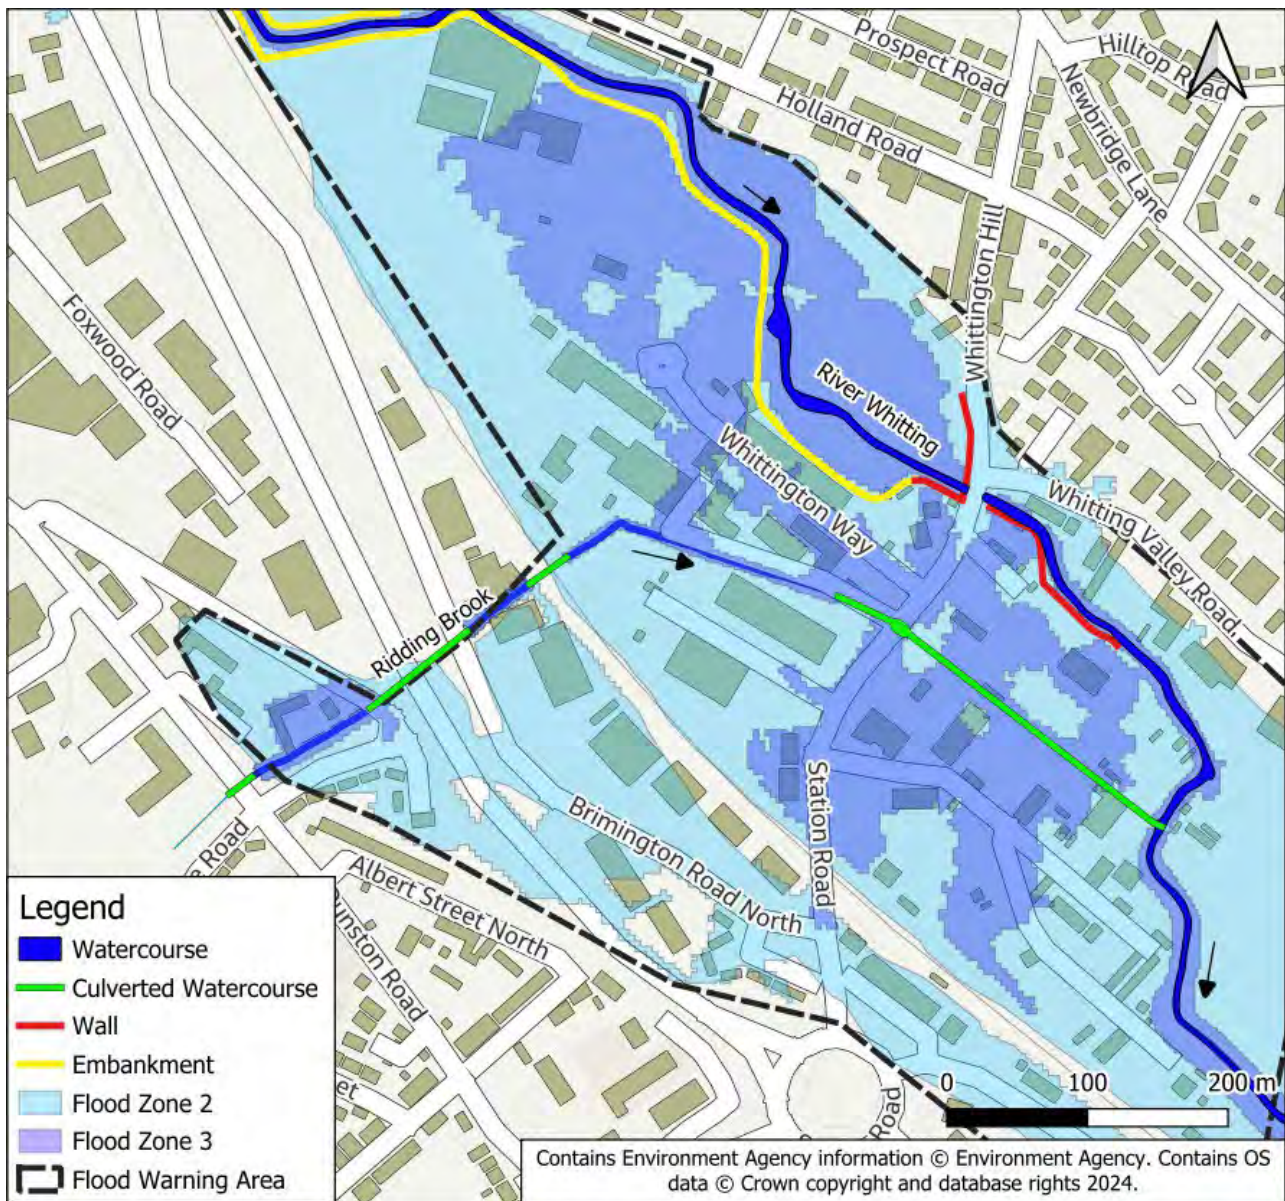 Prospect Road
Hilltop Road
Newbridge Lane
Holland Road
Whittington Hill
Foxwood Road
River Whitting
Whittington Way
Whitting Valley Road
Ridding Brook
Station Road
Brimington Road North
e Road
Albert Street North
unston Road
et
Road
Legend
Watercourse
Culverted Watercourse
Wall
Embankment
Flood Zone 2
Flood Zone 3
Flood Warning Area
0 100 200 m
Contains Environment Agency information © Environment Agency. Contains OS
data © Crown copyright and database rights 2024.